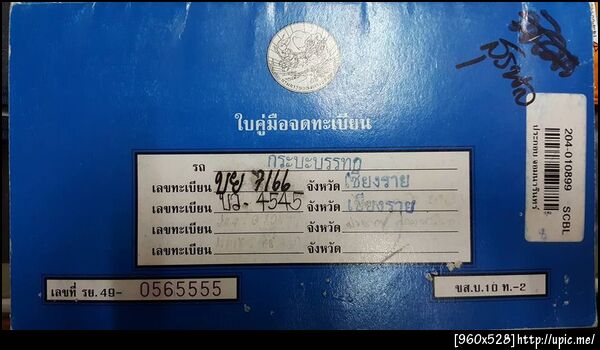 สุรพล
204-010899 SCBL
ใบคู่มือจดทะเบียน
รถ กระบะบรรทุก
เลขทะเบียน บย 7166 จังหวัด เชียงราย
เลขทะเบียน บว. 4545 จังหวัด เชียงราย
เลขทะเบียน จังหวัด
เลขทะเบียน จังหวัด
เลขที่ รย.49- 0565555
ขส.บ.10 ท.-2
[960x528]http://upic.me/